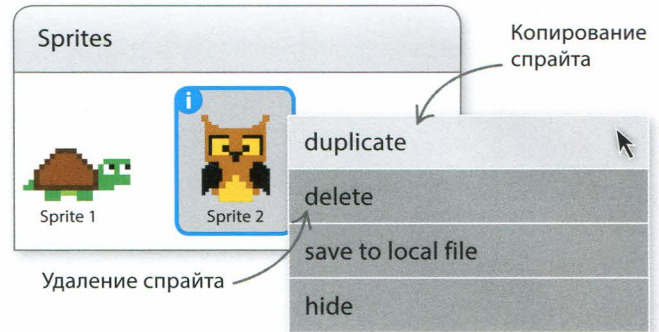 Sprites
Копирование
спрайта
i
duplicate
delete
save to local file
hide
Sprite 1
Sprite 2
Удаление спрайта